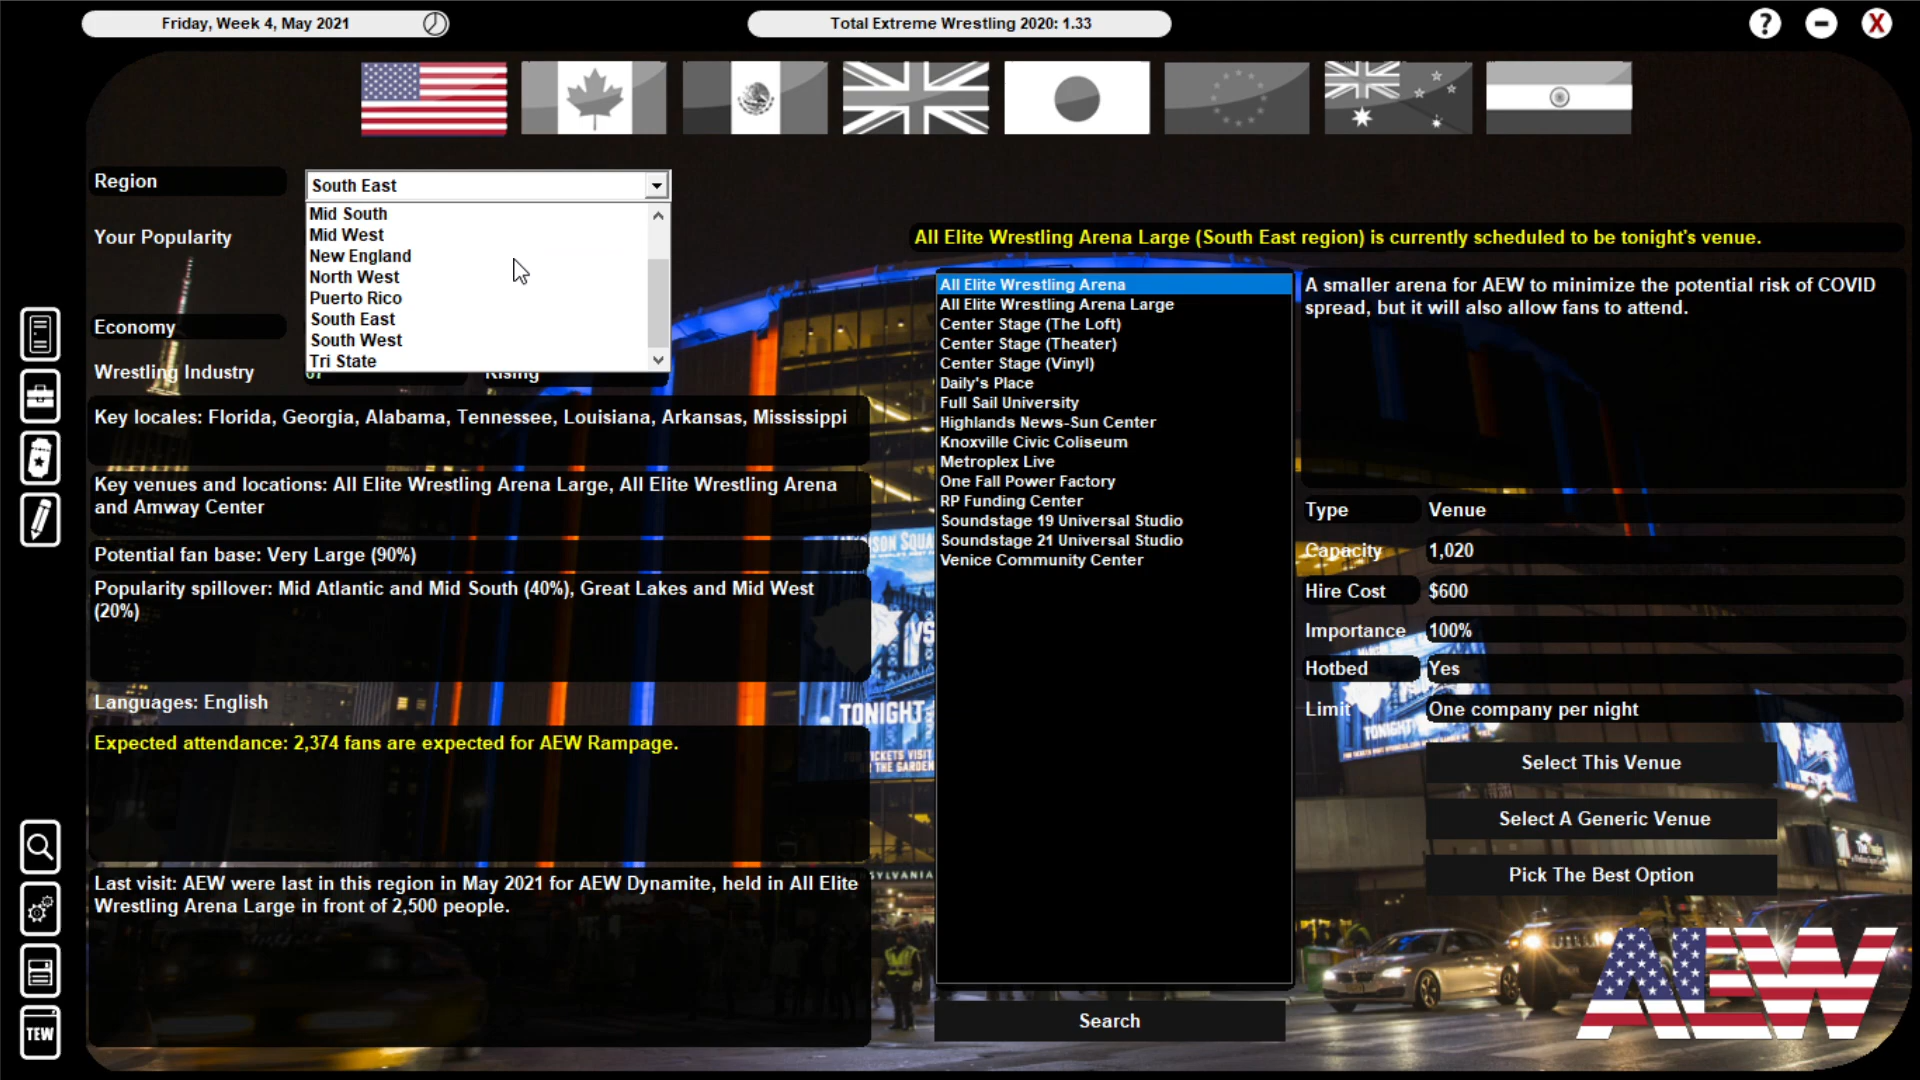 Friday, Week 4, May 2021
Total Extreme Wrestling 2020: 1.33
?
X
Region
South East
Mid South
Mid West
New England
North West
Puerto Rico
South East
South West
Tri State
Your Popularity
Economy
Wrestling Industry
Rising
Key locales: Florida, Georgia, Alabama, Tennessee, Louisiana, Arkansas, Mississippi
Key venues and locations: All Elite Wrestling Arena Large, All Elite Wrestling Arena
and Amway Center
Potential fan base: Very Large (90%)
Popularity spillover: Mid Atlantic and Mid South (40%), Great Lakes and Mid West
(20%)
Languages: English
Expected attendance: 2,374 fans are expected for AEW Rampage.
Last visit: AEW were last in this region in May 2021 for AEW Dynamite, held in All Elite
Wrestling Arena Large in front of 2,500 people.
All Elite Wrestling Arena Large (South East region) is currently scheduled to be tonight's venue.
All Elite Wrestling Arena
All Elite Wrestling Arena Large
Center Stage (The Loft)
Center Stage (Theater)
Center Stage (Vinyl)
Daily's Place
Full Sail University
Highlands News-Sun Center
Knoxville Civic Coliseum
Metroplex Live
One Fall Power Factory
RP Funding Center
Soundstage 19 Universal Studio
Soundstage 21 Universal Studio
Venice Community Center
Search
A smaller arena for AEW to minimize the potential risk of COVID
spread, but it will also allow fans to attend.
Type
Venue
Capacity
1,020
Hire Cost
$600
Importance
100%
Hotbed
Yes
Limit
One company per night
Select This Venue
Select A Generic Venue
Pick The Best Option
TEW
AEW
VS
TONIGHT
TONIGHT